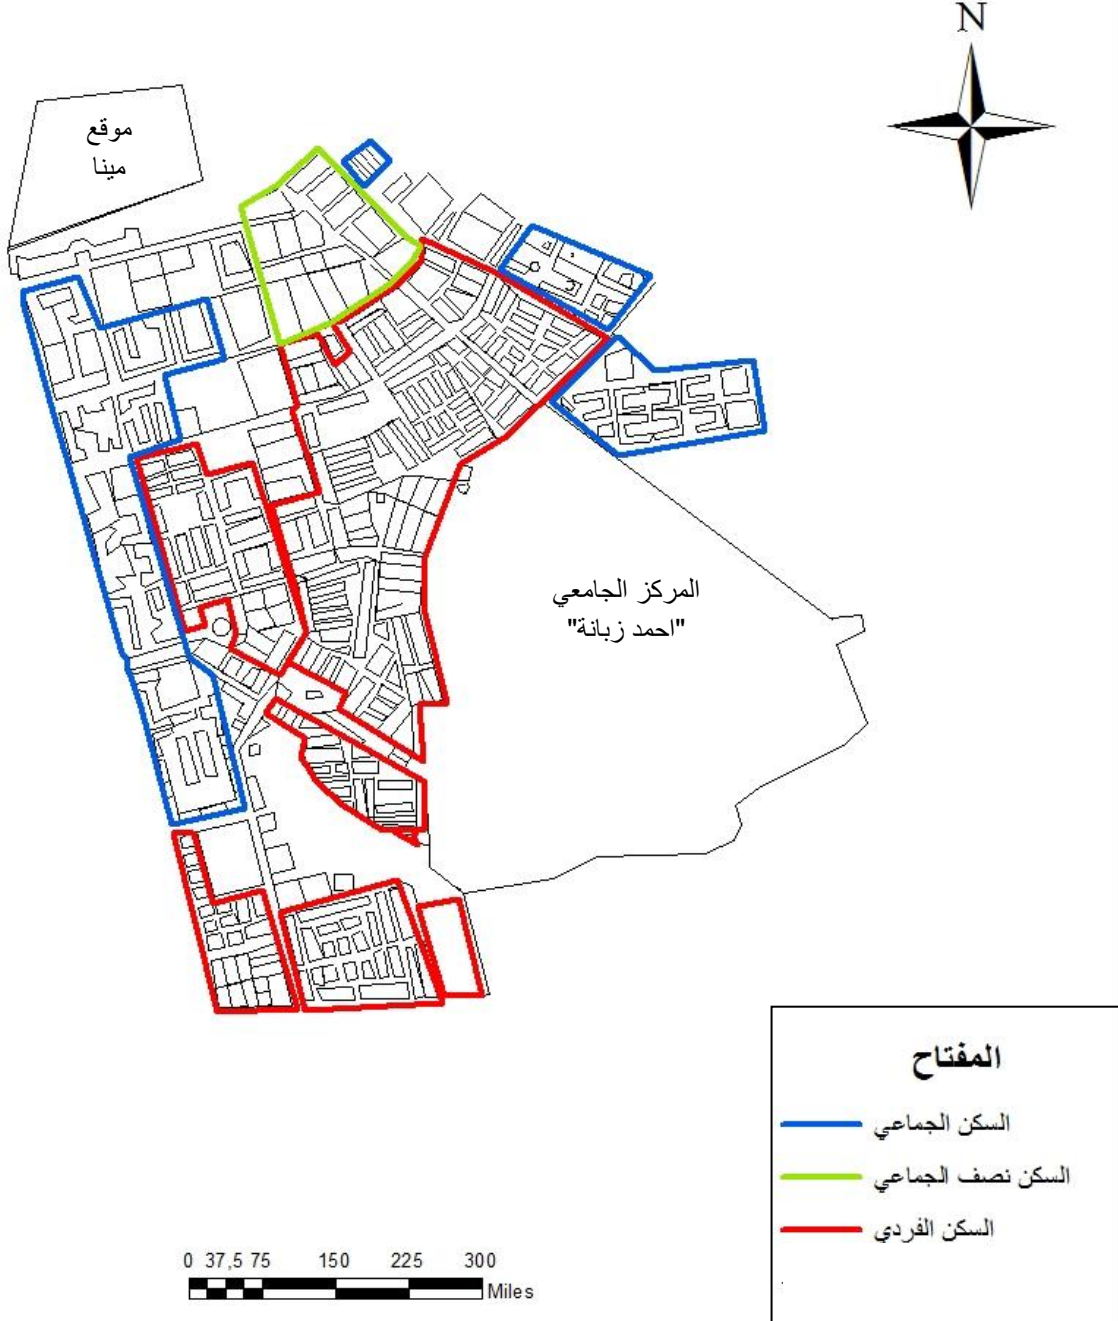 N
موقع
مينا
المركز الجامعي
"احمد زبانة"
المفتاح
السكن الجماعي
السكن نصف الجماعي
السكن الفردي
0 37,5 75 150 225 300
Miles